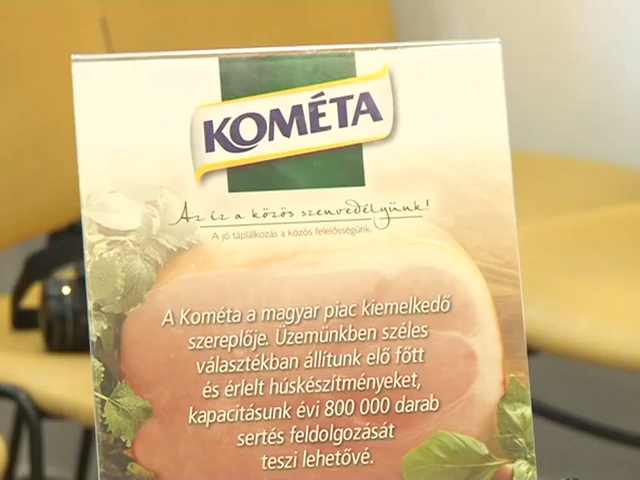 KOMÉTA
Az íz a közös szenvedélyünk!
A jó táplálkozás a közös felelősségünk.
A Kométa a magyar piac kiemelkedő
szereplője. Üzemünkben széles
választékban állítunk elő főtt
és érlelt húskészítményeket,
kapacitásunk évi 800 000 darab
sertés feldolgozását
teszi lehetővé.